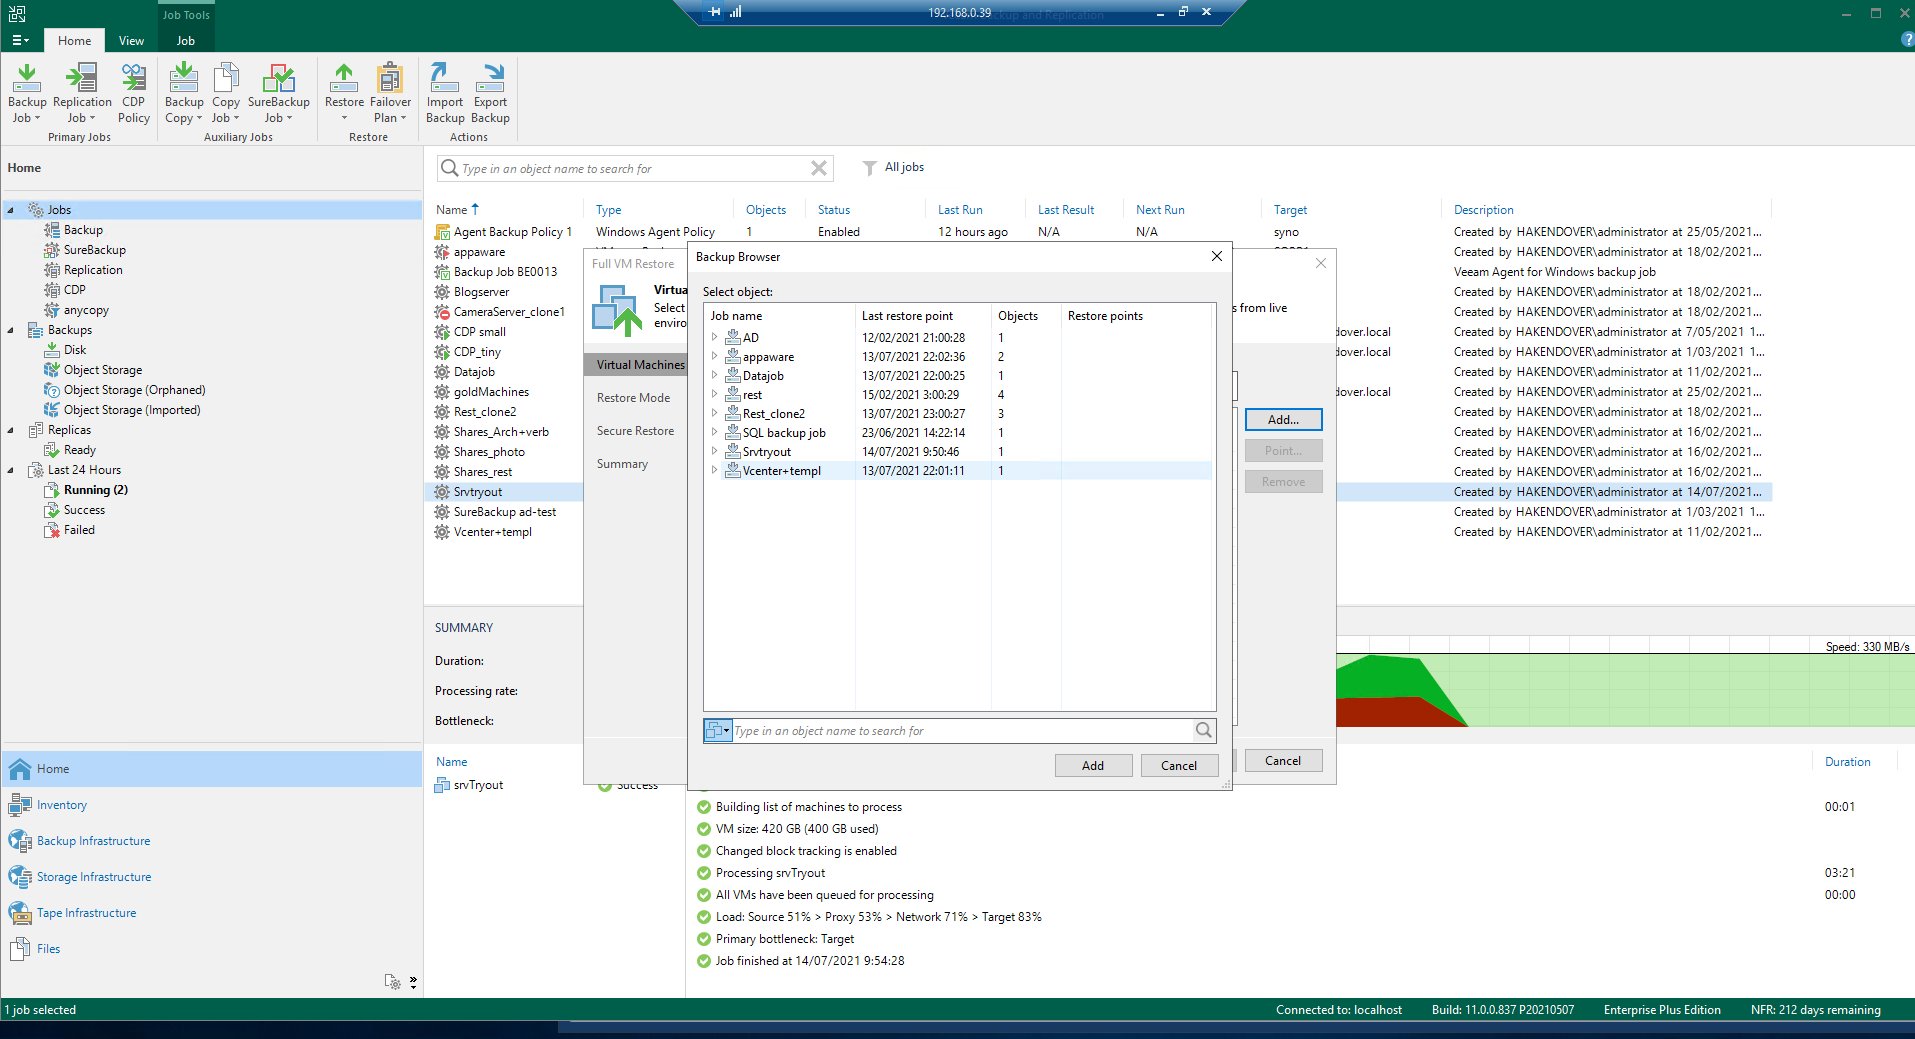 Job Tools
192.168.0.39
ckup and Replication
Home
View
Job
Backup Job
Replication Job
CDP Policy
Backup Copy
Copy Job
SureBackup Job
Restore
Failover Plan
Import Backup
Export Backup
Primary Jobs
Auxiliary Jobs
Restore
Actions
Home
Jobs
Backup
SureBackup
Replication
CDP
anycopy
Backups
Disk
Object Storage
Object Storage (Orphaned)
Object Storage (Imported)
Replicas
Ready
Last 24 Hours
Running (2)
Success
Failed
Home
Inventory
Backup Infrastructure
Storage Infrastructure
Tape Infrastructure
Files
Type in an object name to search for
All jobs
Name Type Objects Status Last Run Last Result Next Run Target Description
Agent Backup Policy 1 Windows Agent Policy 1 Enabled 12 hours ago N/A N/A syno Created by HAKENDOVER\administrator at 25/05/2021...
appaware Created by HAKENDOVER\administrator at 18/02/2021...
Backup Job BE0013 Veeam Agent for Windows backup job
Blogserver Created by HAKENDOVER\administrator at 18/02/2021...
CameraServer_clone1 Created by HAKENDOVER\administrator at 18/02/2021...
CDP small dover.local Created by HAKENDOVER\administrator at 7/05/2021 1...
CDP_tiny dover.local Created by HAKENDOVER\administrator at 1/03/2021 1...
Datajob Created by HAKENDOVER\administrator at 11/02/2021...
goldMachines dover.local Created by HAKENDOVER\administrator at 25/02/2021...
Rest_clone2 Created by HAKENDOVER\administrator at 18/02/2021...
Shares_Arch+verb Created by HAKENDOVER\administrator at 16/02/2021...
Shares_photo Created by HAKENDOVER\administrator at 16/02/2021...
Shares_rest Created by HAKENDOVER\administrator at 16/02/2021...
Srvtryout Created by HAKENDOVER\administrator at 14/07/2021...
SureBackup ad-test Created by HAKENDOVER\administrator at 1/03/2021 1...
Vcenter+templ Created by HAKENDOVER\administrator at 11/02/2021...
Full VM Restore
Virtua
Select
enviro
s from live
Virtual Machines
Restore Mode
Secure Restore
Summary
Add...
Point...
Remove
Cancel
Backup Browser
Select object:
Job name Last restore point Objects Restore points
AD 12/02/2021 21:00:28 1
appaware 13/07/2021 22:02:36 2
Datajob 13/07/2021 22:00:25 1
rest 15/02/2021 3:00:29 4
Rest_clone2 13/07/2021 23:00:27 3
SQL backup job 23/06/2021 14:22:14 1
Srvtryout 14/07/2021 9:50:46 1
Vcenter+templ 13/07/2021 22:01:11 1
Type in an object name to search for
Add
Cancel
SUMMARY
Duration:
Processing rate:
Bottleneck:
Speed: 330 MB/s
Name
Duration
srvTryout Success
Building list of machines to process 00:01
VM size: 420 GB (400 GB used)
Changed block tracking is enabled
Processing srvTryout 03:21
All VMs have been queued for processing 00:00
Load: Source 51% > Proxy 53% > Network 71% > Target 83%
Primary bottleneck: Target
Job finished at 14/07/2021 9:54:28
1 job selected
Connected to: localhost
Build: 11.0.0.837 P20210507
Enterprise Plus Edition
NFR: 212 days remaining